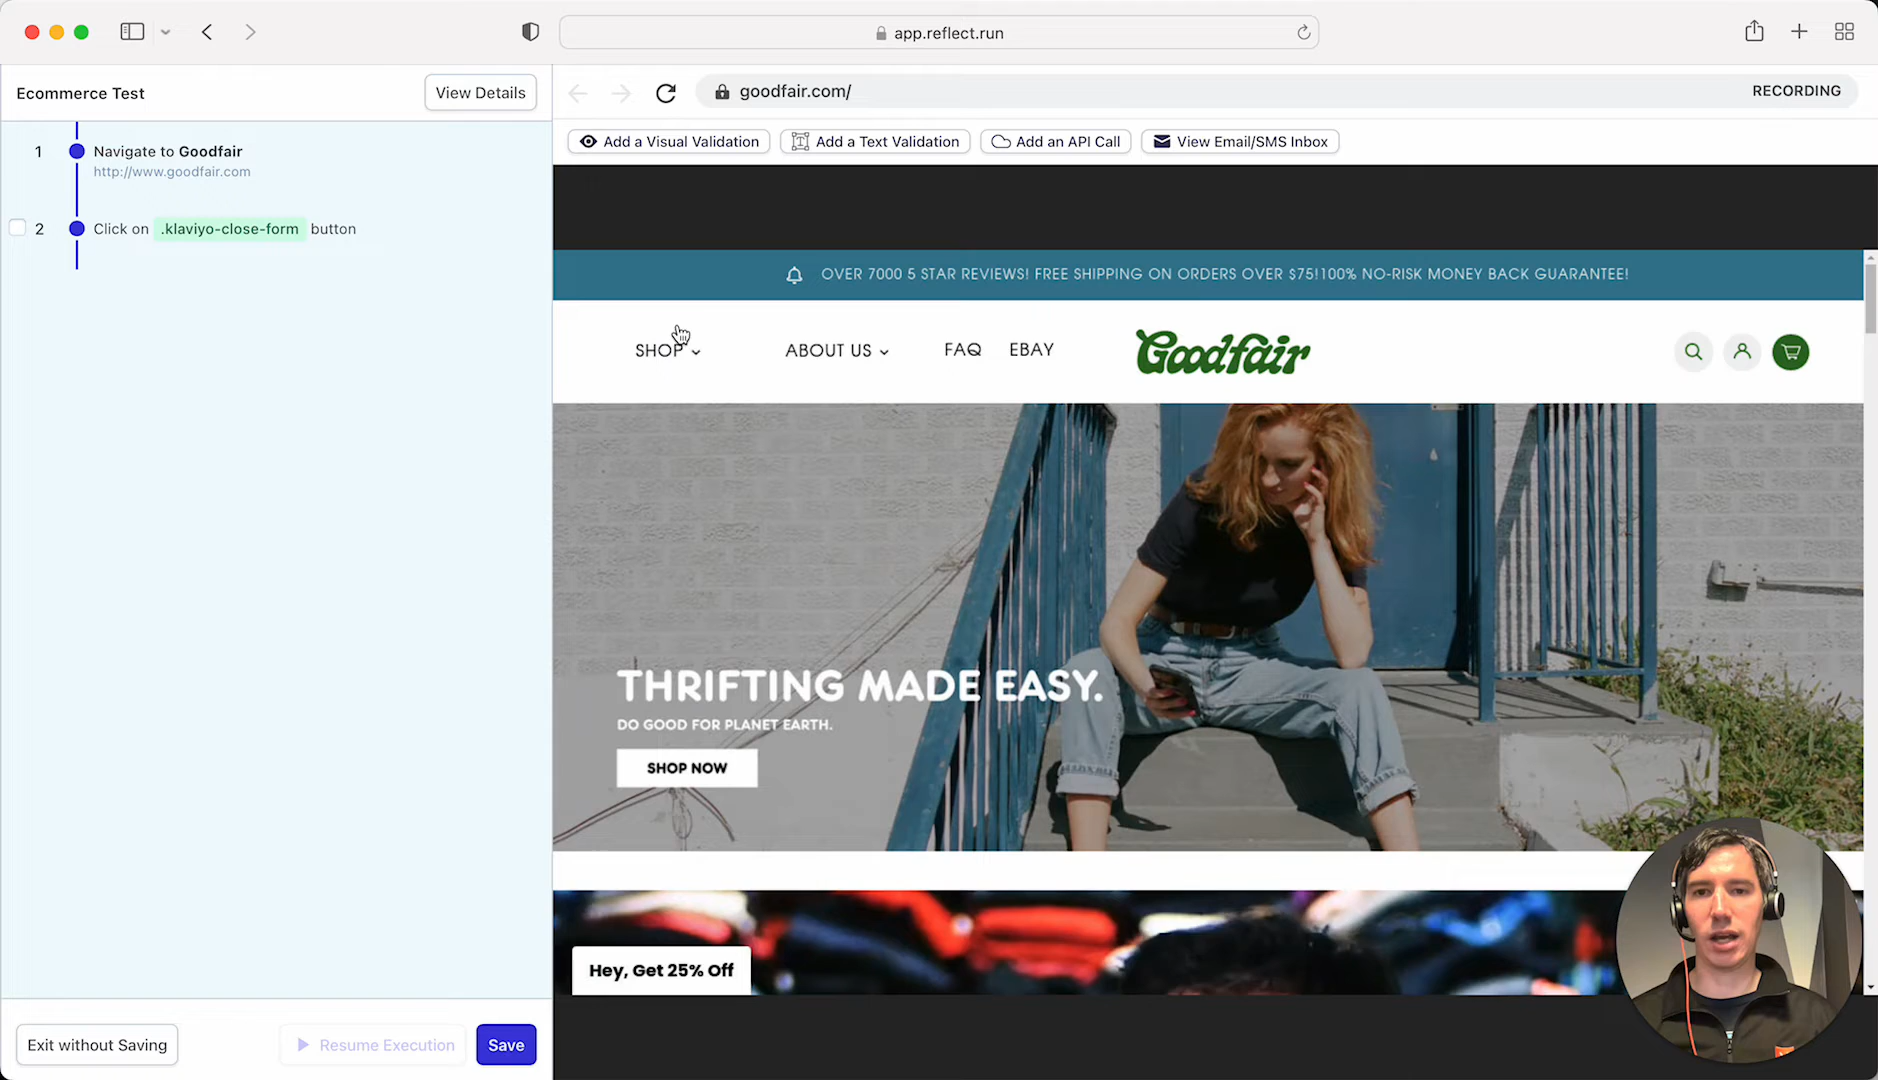 app.reflect.run
Ecommerce Test
View Details
goodfair.com/
RECORDING
Add a Visual Validation
Add a Text Validation
Add an API Call
View Email/SMS Inbox
1
Navigate to Goodfair
http://www.goodfair.com
2
Click on .klaviyo-close-form button
OVER 7000 5 STAR REVIEWS! FREE SHIPPING ON ORDERS OVER $75!100% NO-RISK MONEY BACK GUARANTEE!
SHOP
ABOUT US
FAQ
EBAY
Goodfair
THRIFTING MADE EASY.
DO GOOD FOR PLANET EARTH.
SHOP NOW
Hey, Get 25% Off
Exit without Saving
Resume Execution
Save